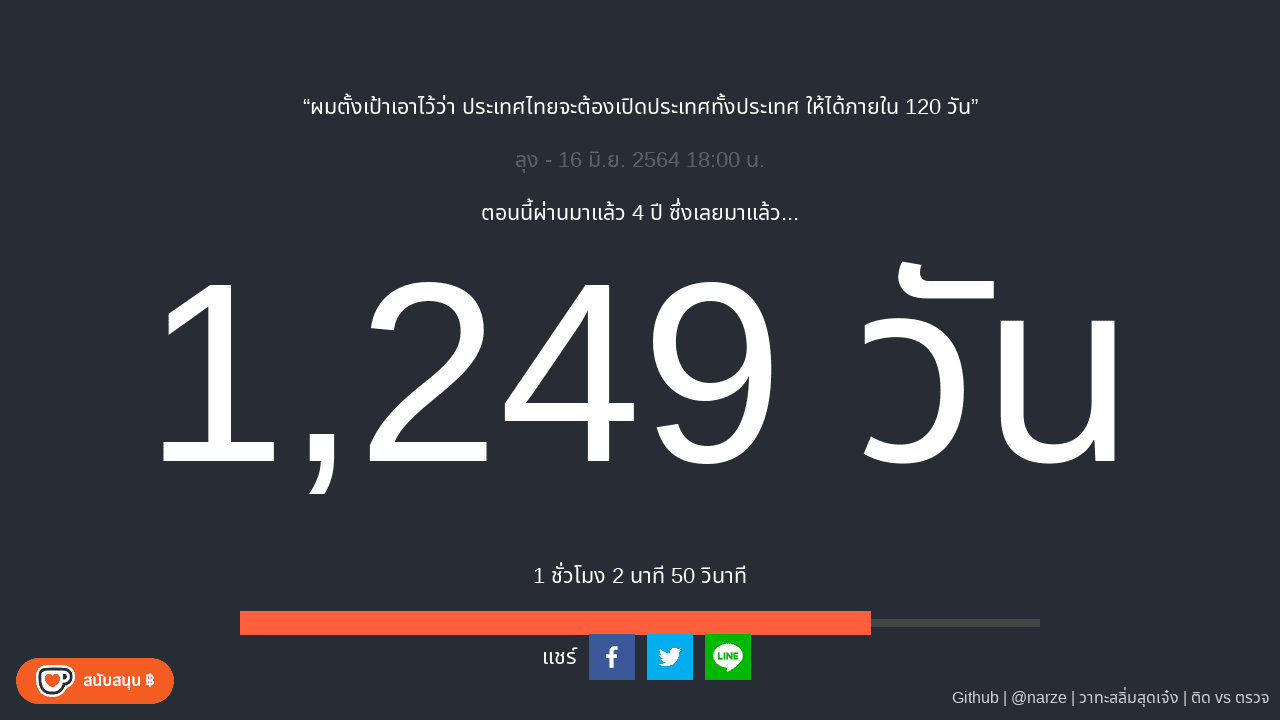 “ผมตั้งเป้าเอาไว้ว่า ประเทศไทยจะต้องเปิดประเทศทั้งประเทศ ให้ได้ภายใน 120 วัน”
ลุง - 16 มิ.ย. 2564 18:00 น.
ตอนนี้ผ่านมาแล้ว 4 ปี ซึ่งเลยมาแล้ว...
1,249 วัน
1 ชั่วโมง 2 นาที 50 วินาที
แชร์
LINE
สนับสนุน ฿
Github | @narze | วาทะสลิ่มสุดเจ๋ง | ติด vs ตรวจ